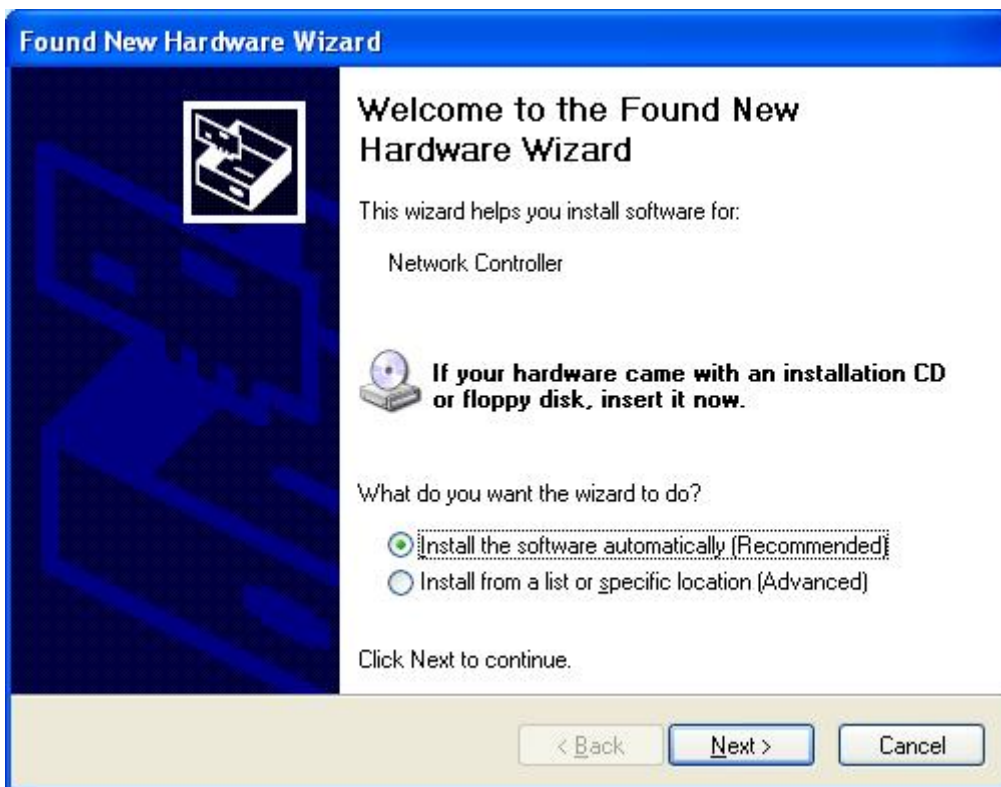 Found New Hardware Wizard
Welcome to the Found New
Hardware Wizard
This wizard helps you install software for:
Network Controller
If your hardware came with an installation CD
or floppy disk, insert it now.
What do you want the wizard to do?
Install the software automatically (Recommended)
Install from a list or specific location (Advanced)
Click Next to continue.
< Back Next > Cancel